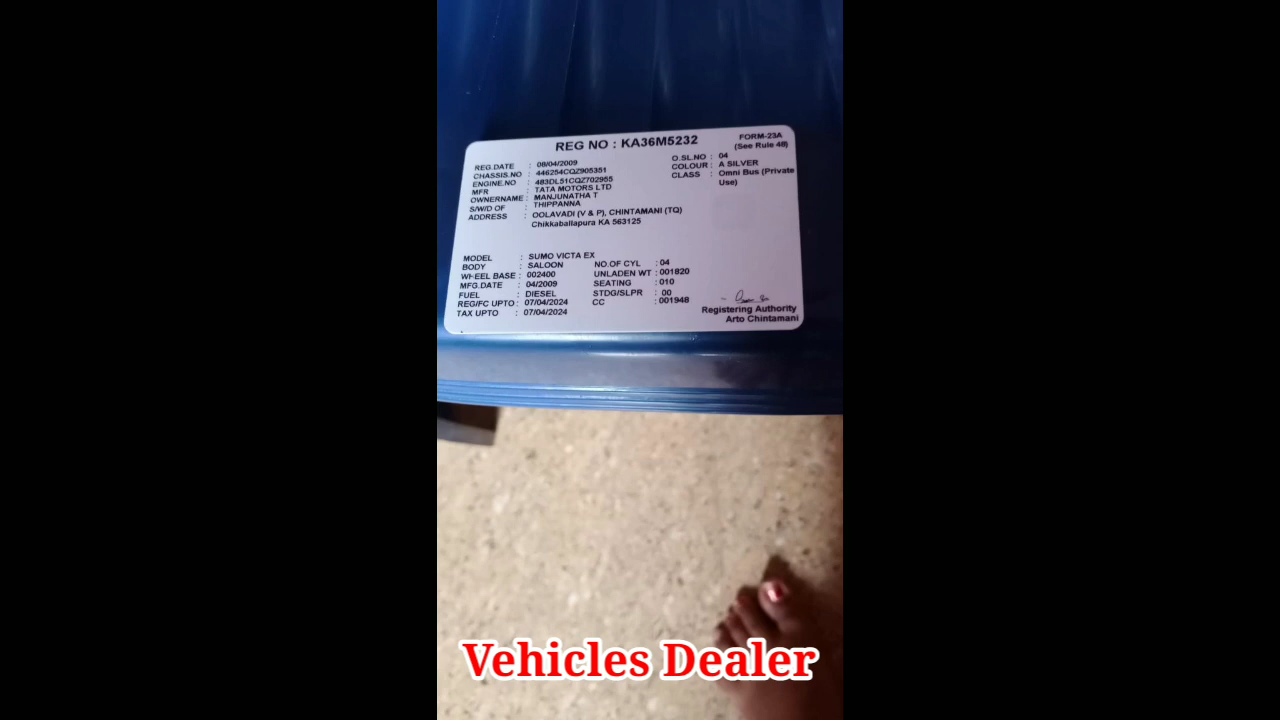 REG NO : KA36M5232
FORM-23A
(See Rule 48)
REG.DATE : 08/04/2009
O.SL.NO : 04
CHASSIS.NO : 446254CQZ905351
COLOUR : A SILVER
ENGINE.NO : 483DL51CQZ702955
CLASS : Omni Bus (Private Use)
MFR : TATA MOTORS LTD
OWNERNAME : MANJUNATHA T
S/W/D OF : THIPPANNA
ADDRESS : OOLAVADI (V & P), CHINTAMANI (TQ)
Chikkaballapura KA 563125
MODEL : SUMO VICTA EX
BODY : SALOON NO.OF CYL : 04
WHEEL BASE : 002400 UNLADEN WT : 001820
MFG.DATE : 04/2009 SEATING : 010
FUEL : DIESEL STDG/SLPR : 00
REG/FC UPTO : 07/04/2024 CC : 001948
TAX UPTO : 07/04/2024
Registering Authority
Arto Chintamani
Vehicles Dealer